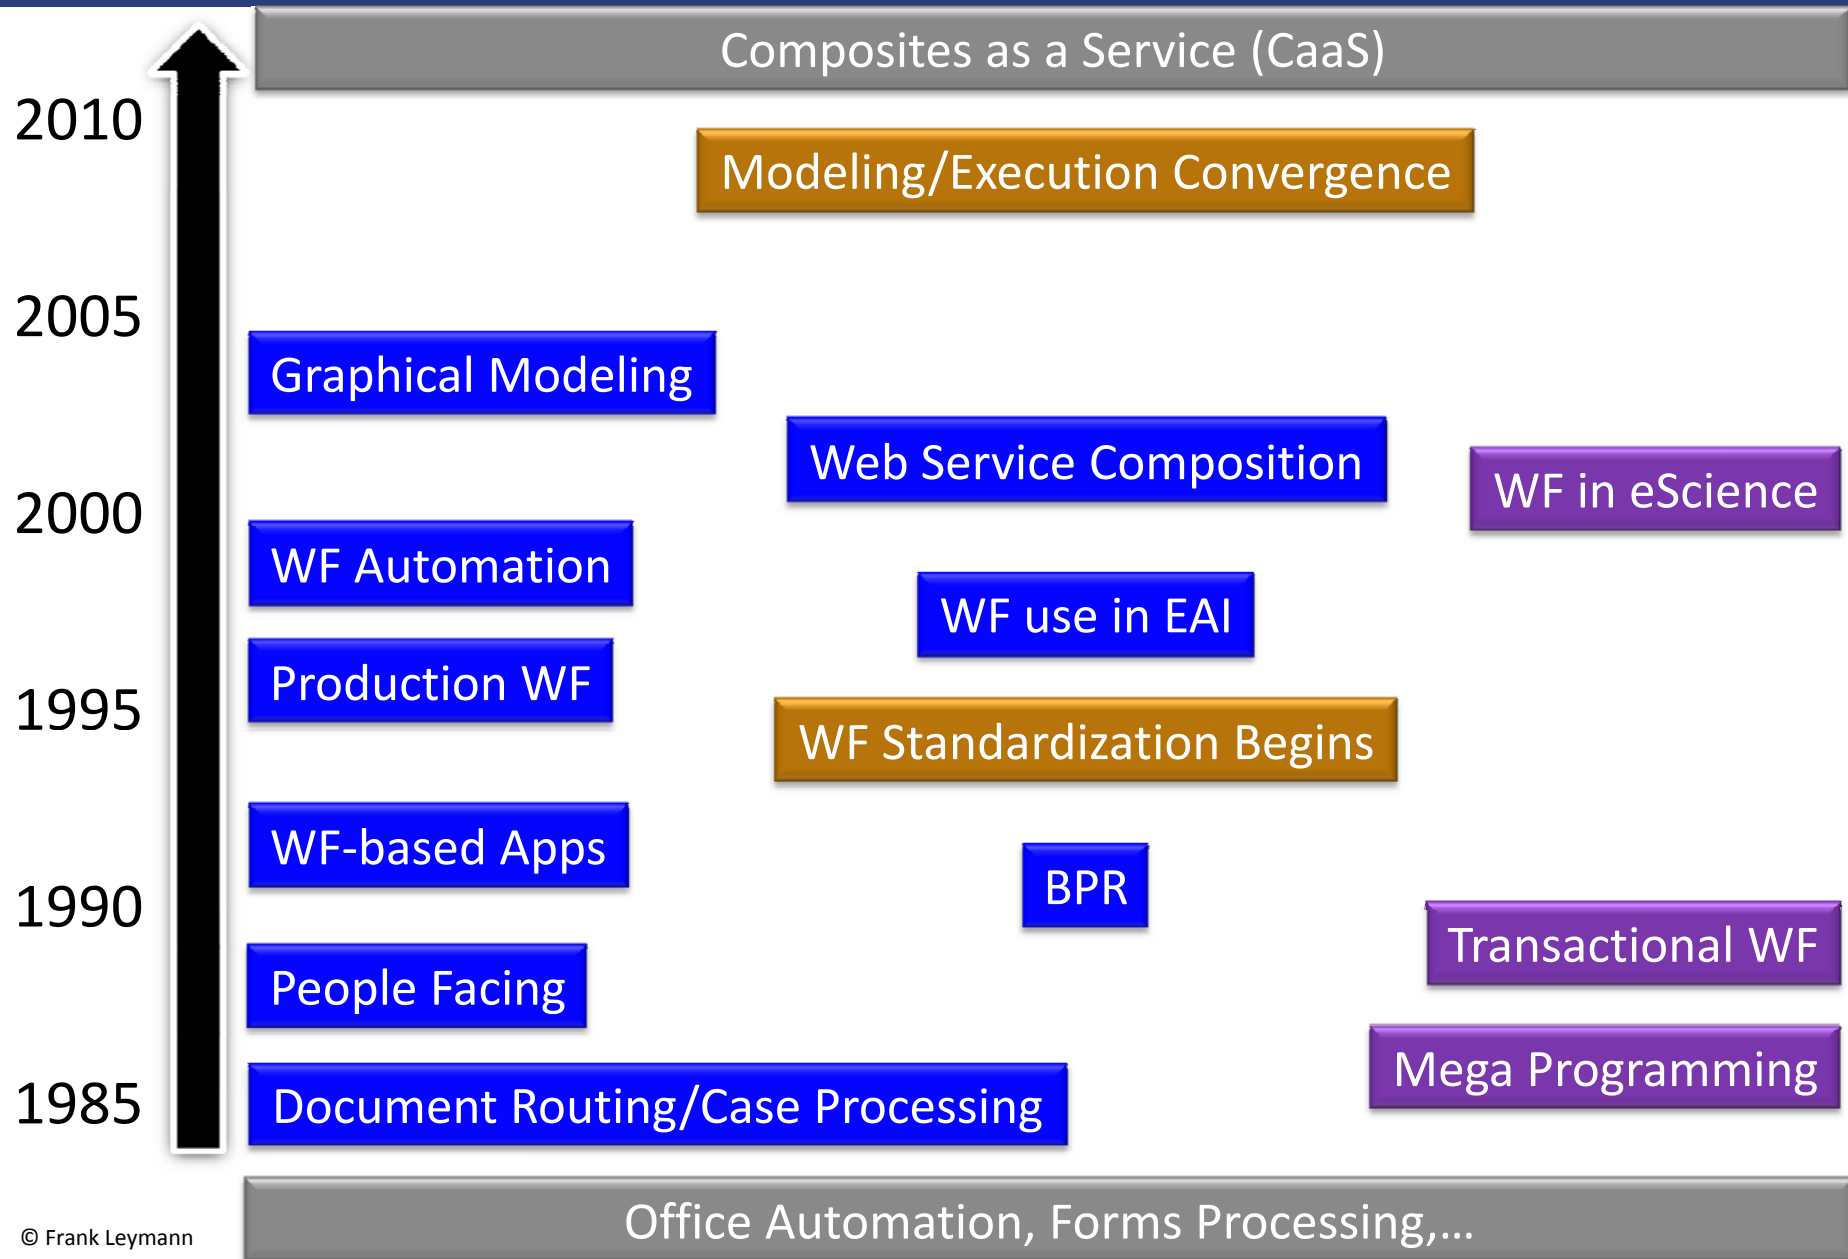 Composites as a Service (CaaS)
2010
Modeling/Execution Convergence
2005
Graphical Modeling
Web Service Composition
WF in eScience
2000
WF Automation
WF use in EAI
Production WF
1995
WF Standardization Begins
WF-based Apps
BPR
1990
Transactional WF
People Facing
Mega Programming
1985
Document Routing/Case Processing
Office Automation, Forms Processing,...
© Frank Leymann